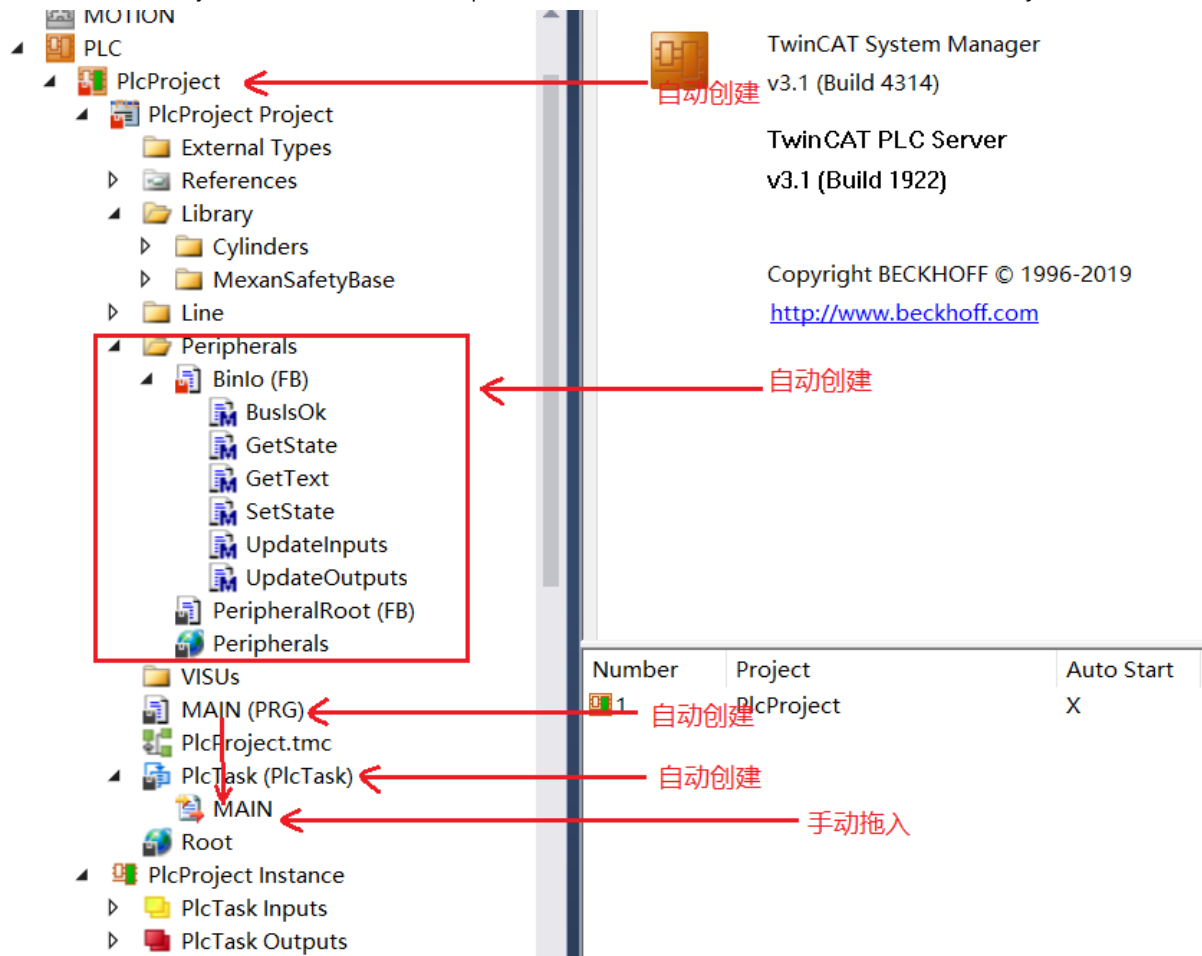 MOTION
PLC
PlcProject
PlcProject Project
External Types
References
Library
Cylinders
MexanSafetyBase
Line
Peripherals
BinIo (FB)
BusIsOk
GetState
GetText
SetState
UpdateInputs
UpdateOutputs
PeripheralRoot (FB)
Peripherals
VISUs
MAIN (PRG)
PlcProject.tmc
PlcTask (PlcTask)
MAIN
Root
PlcProject Instance
PlcTask Inputs
PlcTask Outputs
TwinCAT System Manager
自动创建 v3.1 (Build 4314)
TwinCAT PLC Server
v3.1 (Build 1922)
Copyright BECKHOFF © 1996-2019
http://www.beckhoff.com
自动创建
Number Project Auto Start
1 PlcProject X
自动创建
自动创建
手动拖入